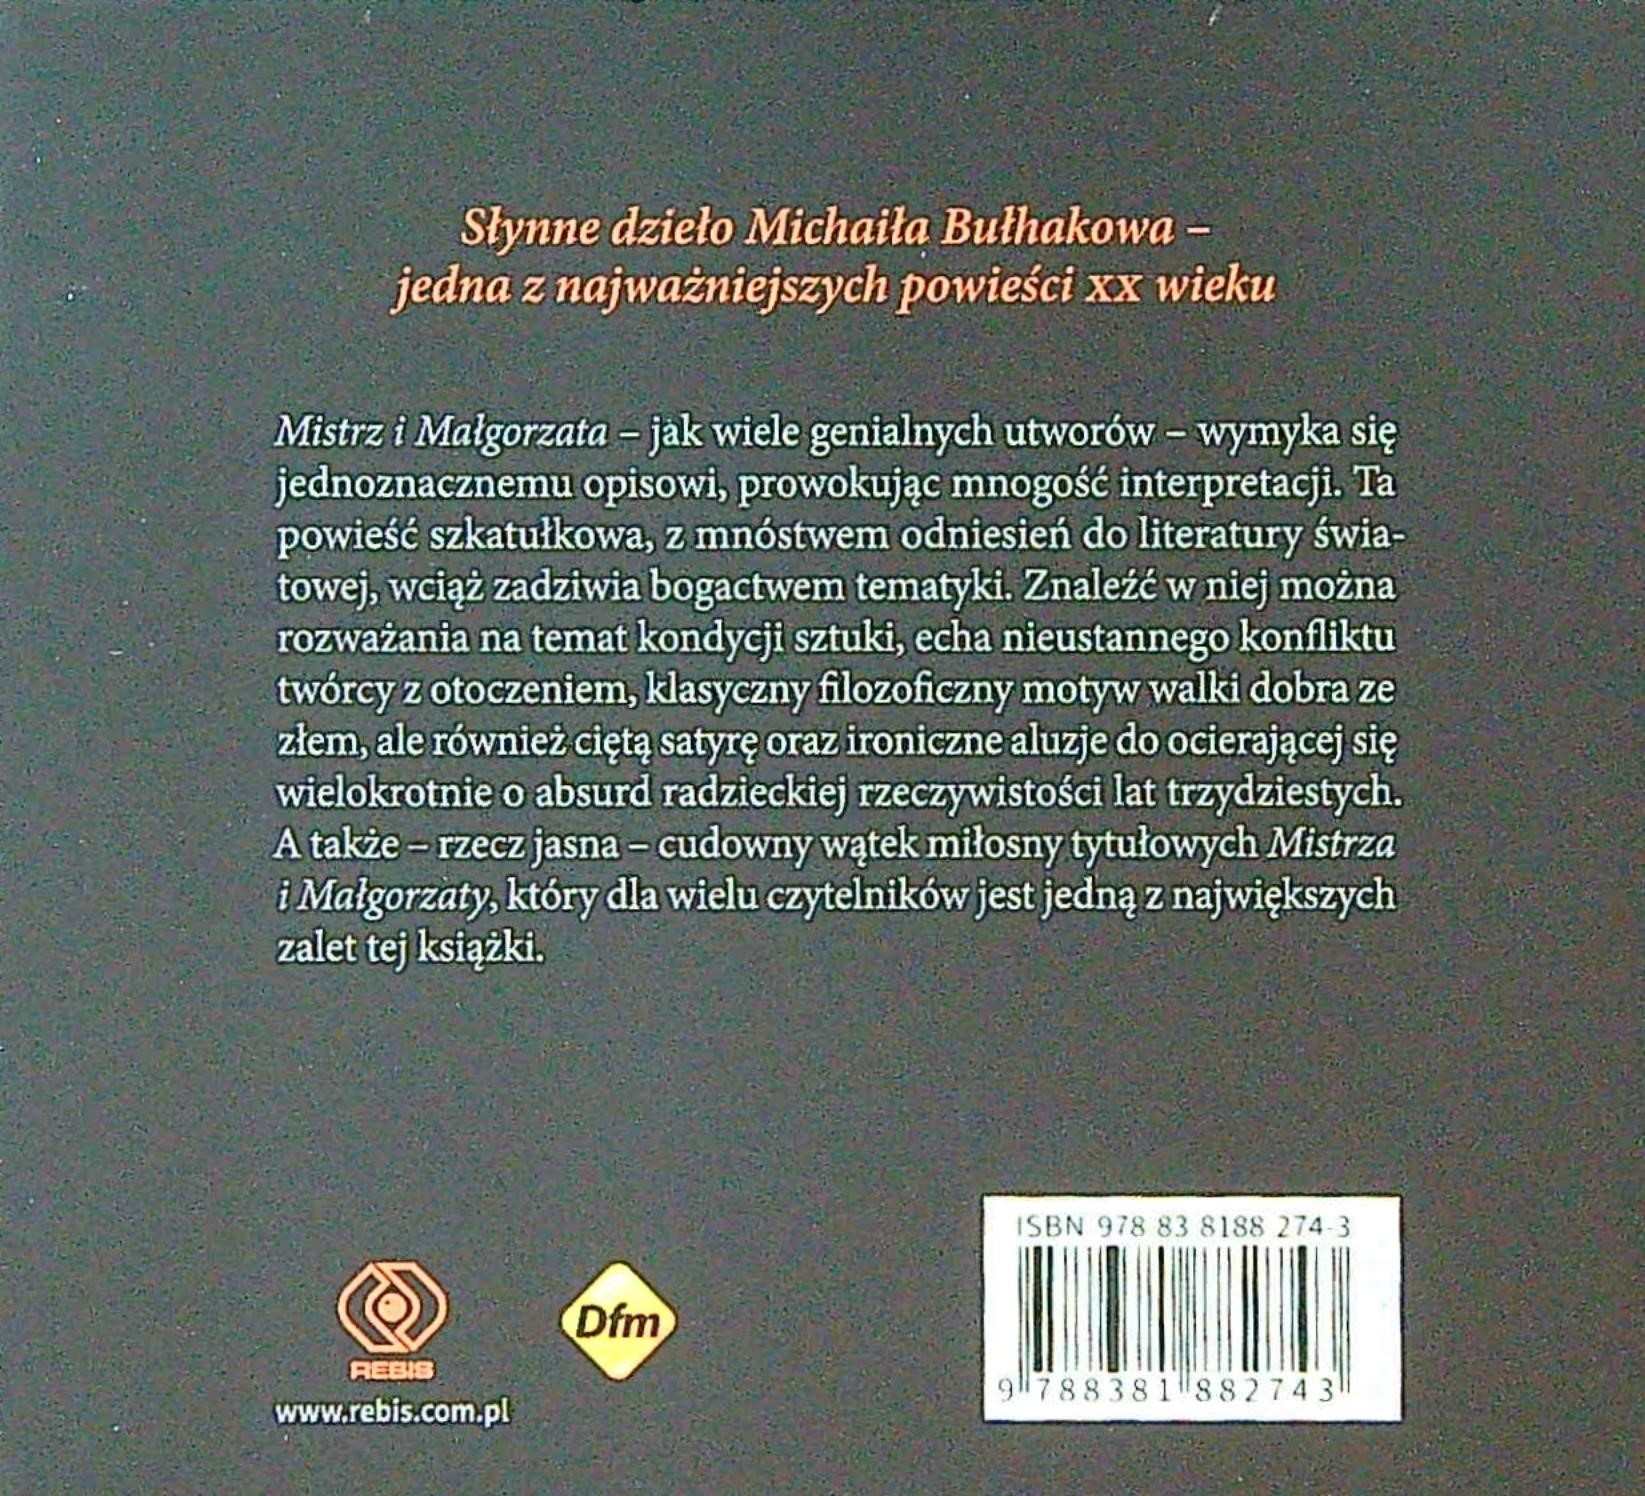 Słynne dzieło Michaiła Bułhakowa –
jedna z najważniejszych powieści XX wieku
Mistrz i Małgorzata – jak wiele genialnych utworów – wymyka się
jednoznacznemu opisowi, prowokując mnogość interpretacji. Ta
powieść szkatułkowa, z mnóstwem odniesień do literatury świa-
towej, wciąż zadziwia bogactwem tematyki. Znaleźć w niej można
rozważania na temat kondycji sztuki, echa nieustannego konfliktu
twórcy z otoczeniem, klasyczny filozoficzny motyw walki dobra ze
złem, ale również ciętą satyrę oraz ironiczne aluzje do ocierającej się
wielokrotnie o absurd radzieckiej rzeczywistości lat trzydziestych.
A także – rzecz jasna – cudowny wątek miłosny tytułowych Mistrza
i Małgorzaty, który dla wielu czytelników jest jedną z największych
zalet tej książki.
REBIS
www.rebis.com.pl
Dfm
ISBN 978 83 8188 274-3
9 788381 882743